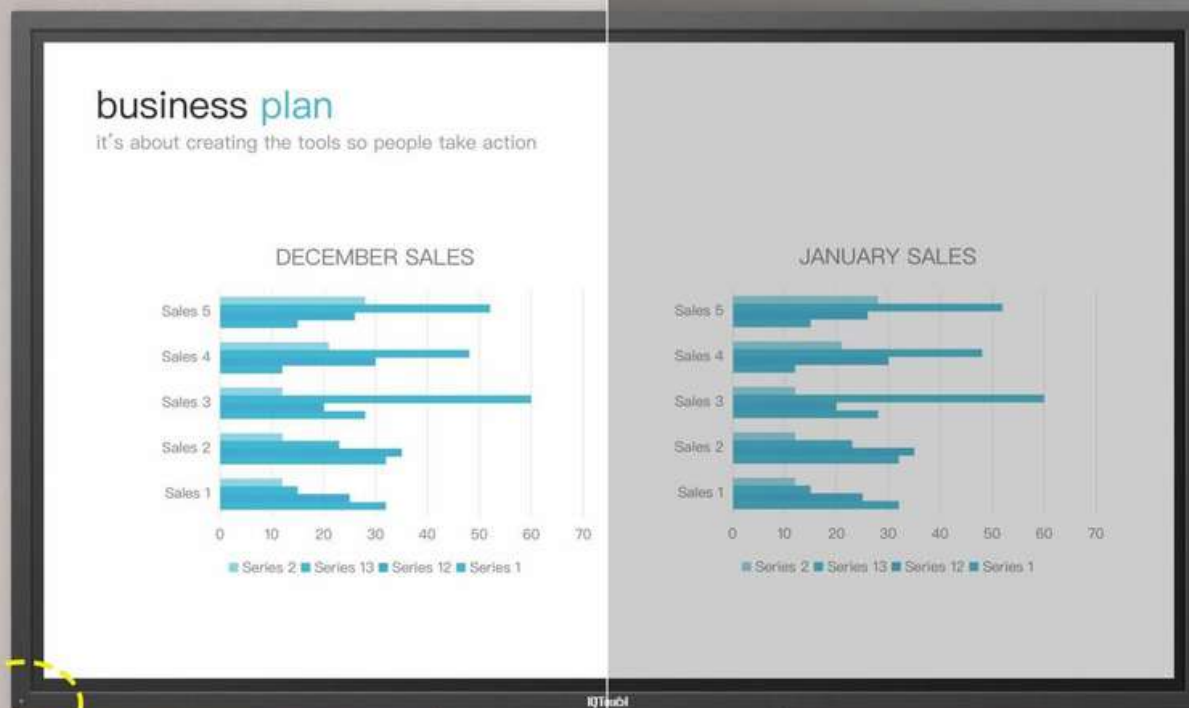 business plan
it's about creating the tools so people take action
DECEMBER SALES
Sales 5
Sales 4
Sales 3
Sales 2
Sales 1
0 10 20 30 40 50 60 70
Series 2 Series 13 Series 12 Series 1
JANUARY SALES
Sales 5
Sales 4
Sales 3
Sales 2
Sales 1
0 10 20 30 40 50 60 70
Series 2 Series 13 Series 12 Series 1